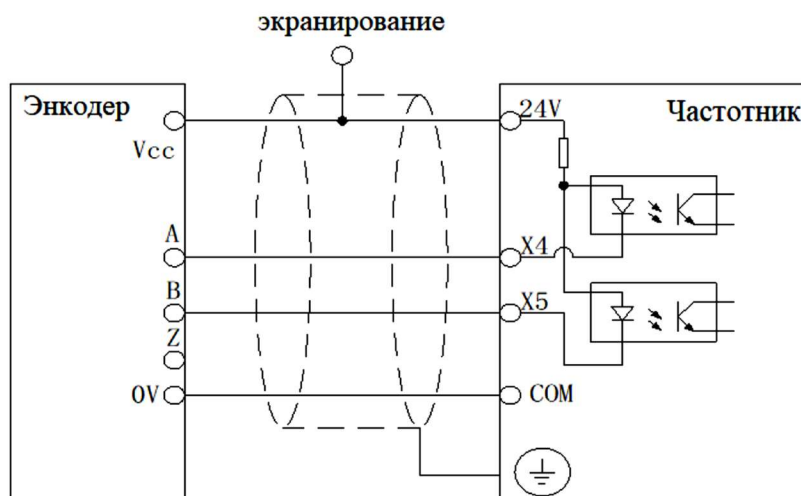 экранирование
Энкодер
24V
Частотник
Vcc
A
X4
B
X5
Z
0V
COM